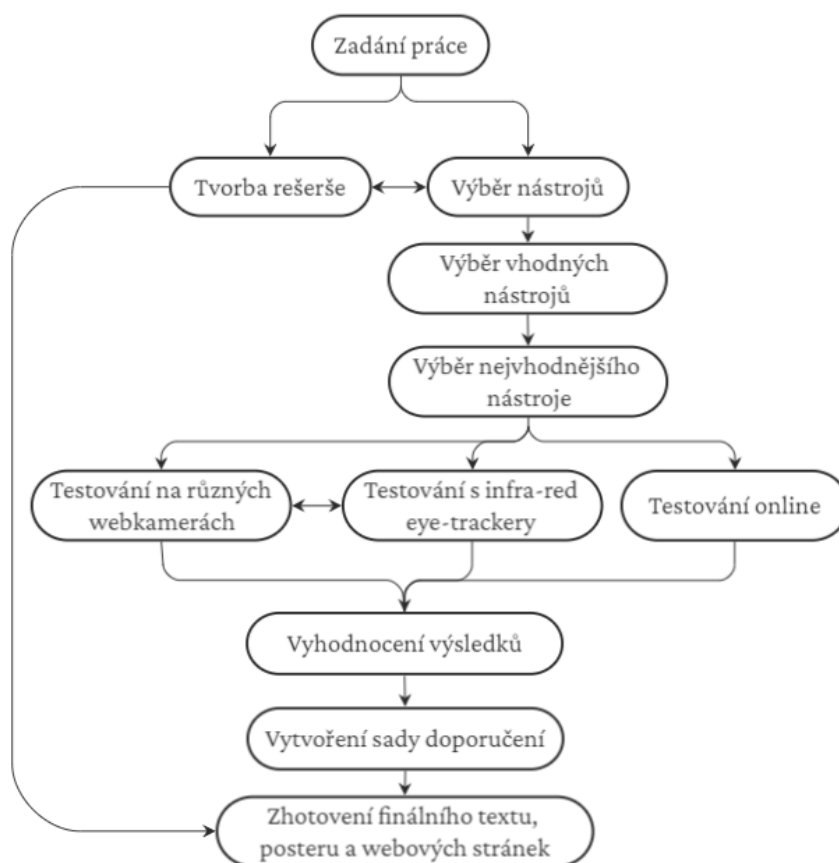 Zadání práce
Tvorba rešerše
Výběr nástrojů
Výběr vhodných
nástrojů
Výběr nejvhodnějšího
nástroje
Testování na různých
webkamerách
Testování s infra-red
eye-trackery
Testování online
Vyhodnocení výsledků
Vytvoření sady doporučení
Zhotovení finálního textu,
posteru a webových stránek